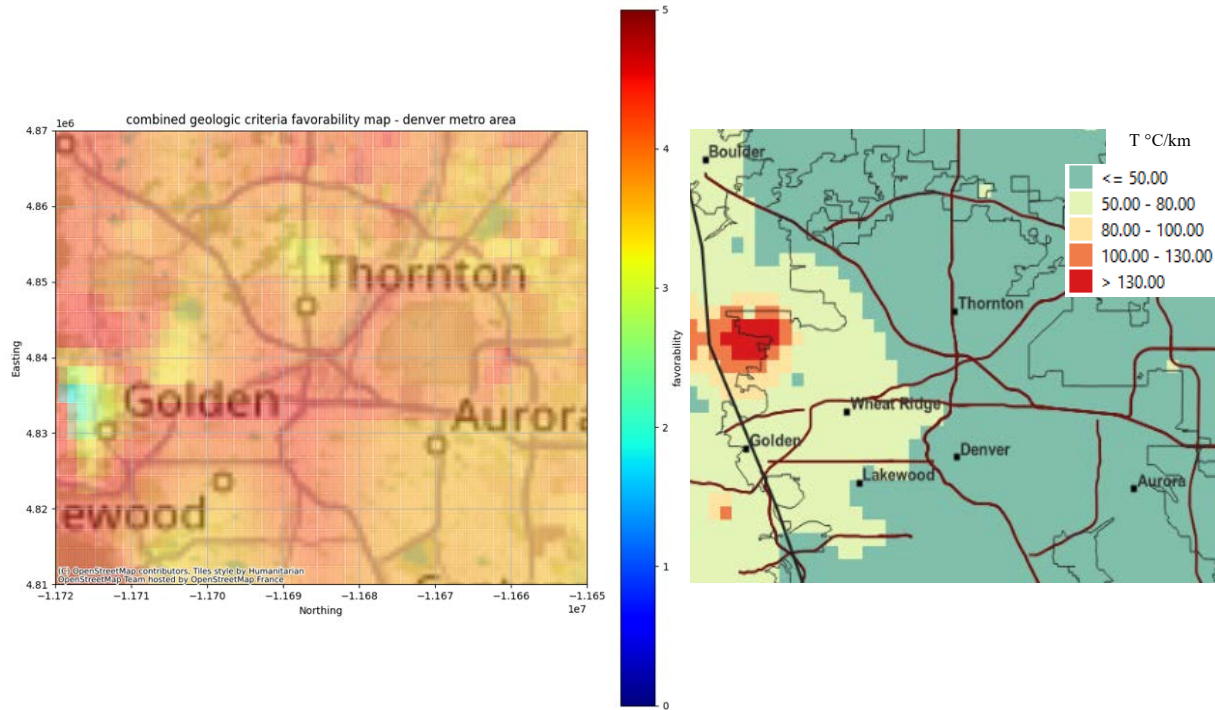 combined geologic criteria favorability map - denver metro area
1e6
4.87
4.86
4.85
4.84
4.83
4.82
4.81
Easting
Thornton
Golden
Aurora
ewood
(C) OpenStreetMap contributors, Tiles style by Humanitarian
OpenStreetMap Team hosted by OpenStreetMap France
−1.172 −1.171 −1.170 −1.169 −1.168 −1.167 −1.166 −1.165
1e7
Northing
5
4
3
2
1
0
favorability
Boulder
Thornton
Wheat Ridge
Golden
Denver
Lakewood
Aurora
T °C/km
<= 50.00
50.00 - 80.00
80.00 - 100.00
100.00 - 130.00
> 130.00